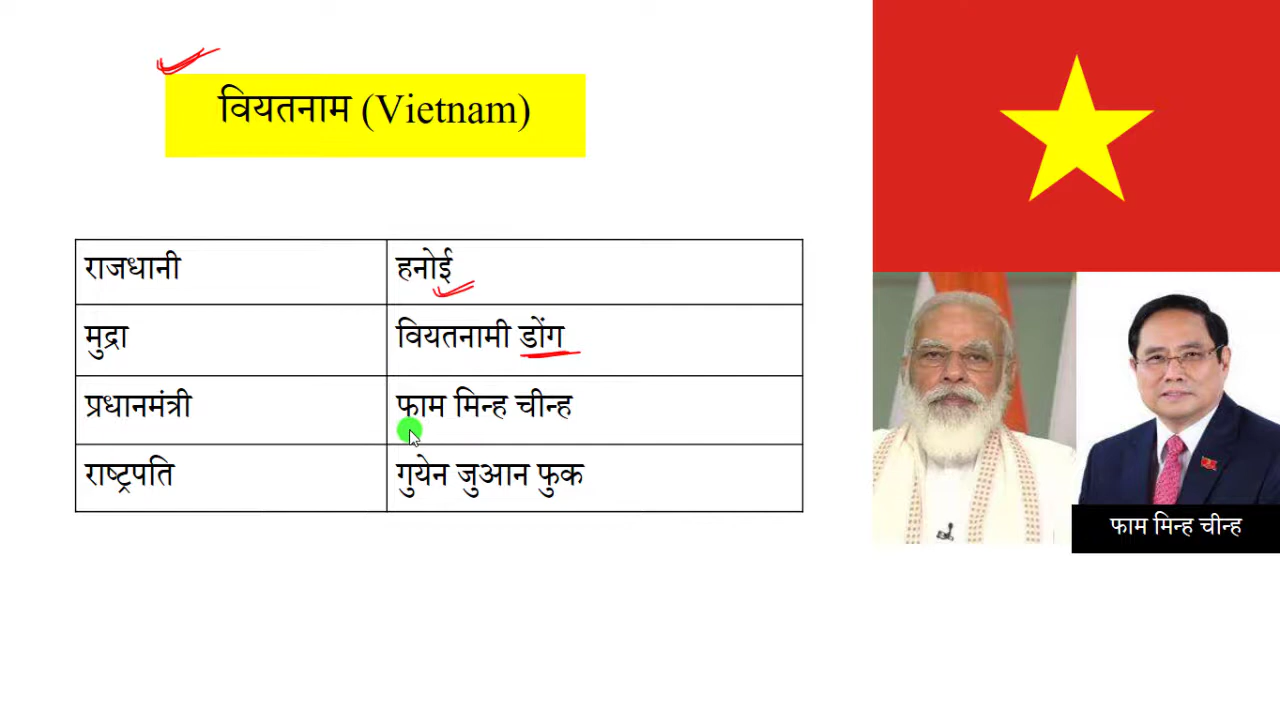 वियतनाम (Vietnam)
राजधानी हनोई
मुद्रा वियतनामी डोंग
प्रधानमंत्री फाम मिन्ह चीन्ह
राष्ट्रपति गुयेन जुआन फुक
फाम मिन्ह चीन्ह